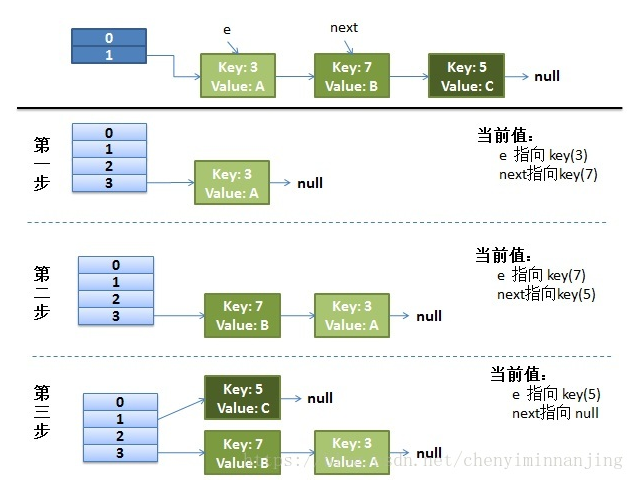 e
next
0
1
Key: 3
Value: A
Key: 7
Value: B
Key: 5
Value: C
null
第一步
0
1
2
3
Key: 3
Value: A
null
当前值：
e 指向 key(3)
next指向key(7)
第二步
0
1
2
3
Key: 7
Value: B
Key: 3
Value: A
null
当前值：
e 指向 key(7)
next指向key(5)
第三步
0
1
2
3
Key: 5
Value: C
null
Key: 7
Value: B
Key: 3
Value: A
null
当前值：
e 指向 key(5)
next指向 null
sdn.net/chenyiminnanjing